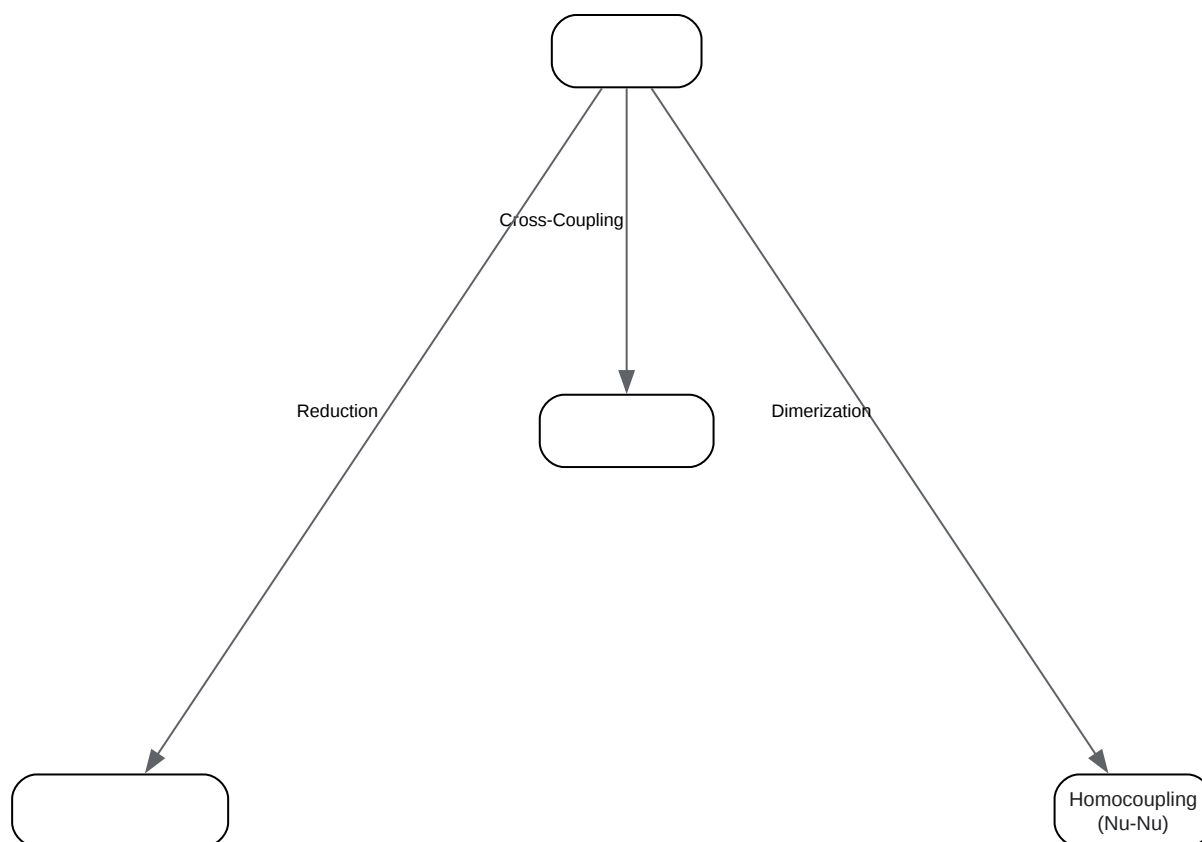 Cross-Coupling
Reduction
Dimerization
Homocoupling
(Nu-Nu)